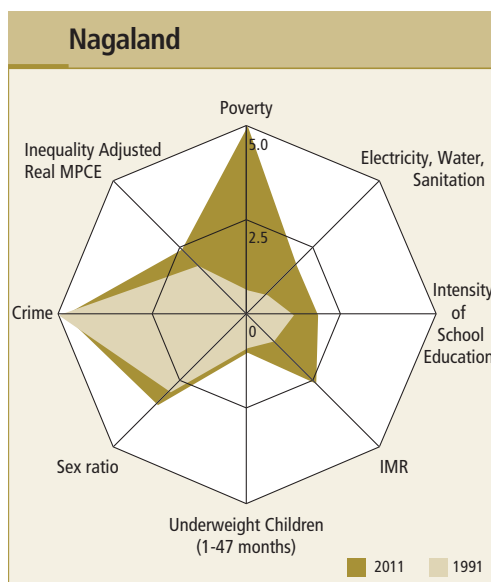 Nagaland
Poverty
5.0
Inequality Adjusted
Real MPCE
Electricity, Water,
Sanitation
2.5
Crime
0
Intensity
of
School
Education
Sex ratio
IMR
Underweight Children
(1-47 months)
2011
1991